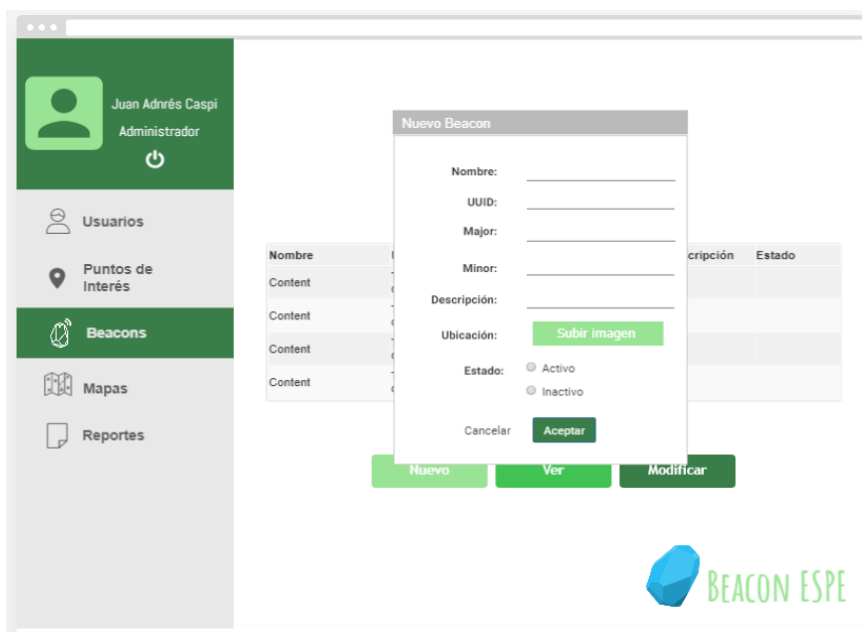 Juan Adnrés Caspi
Administrador
Usuarios
Puntos de
Interés
Beacons
Mapas
Reportes
Nuevo Beacon
Nombre:
UUID:
Major:
Minor:
Descripción:
Ubicación: Subir imagen
Estado: Activo
Inactivo
Cancelar Aceptar
Nombre cripción Estado
Content
Content
Content
Content
Nuevo Ver Modificar
BEACON ESPE